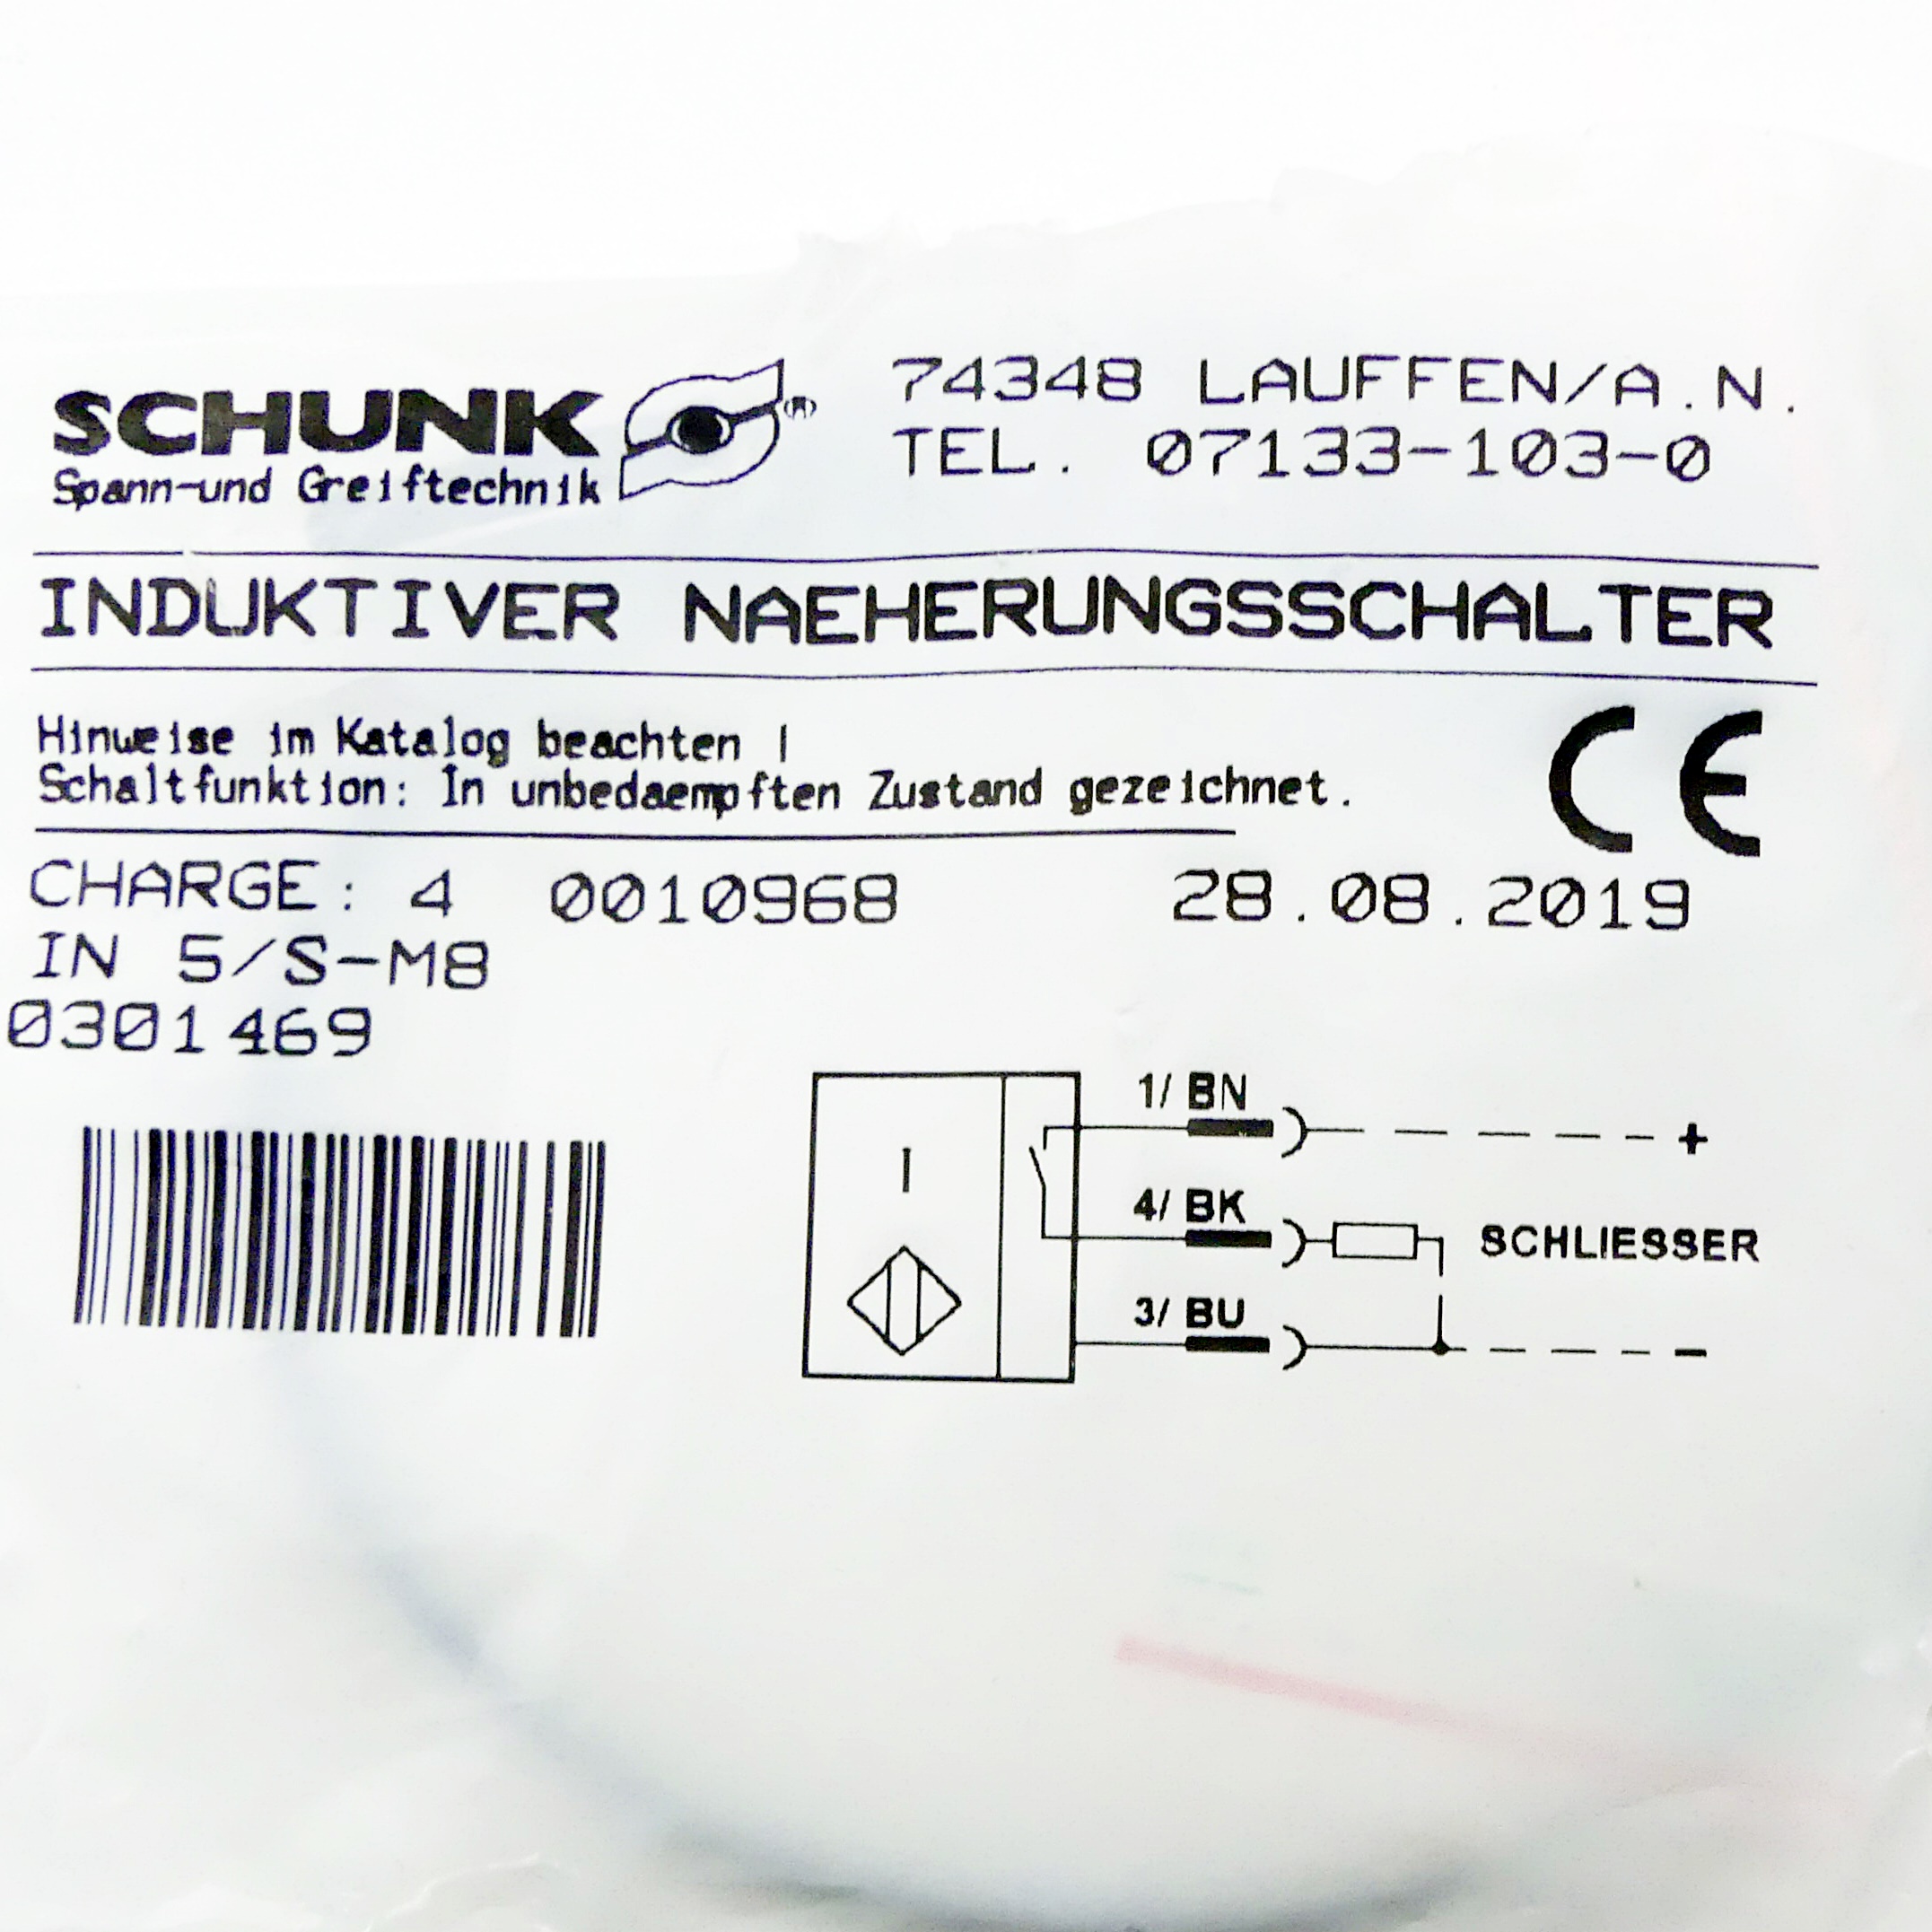 SCHUNK ®
Spann-und Greiftechnik
74348 LAUFFEN/A.N.
TEL. 07133-103-0
INDUKTIVER NAEHERUNGSSCHALTER
Hinweise im Katalog beachten !
Schaltfunktion: In unbedaempften Zustand gezeichnet.
CE
CHARGE: 4 0010968 28.08.2019
IN 5/S-M8
0301469
I
1/ BN +
4/ BK SCHLIESSER
3/ BU -